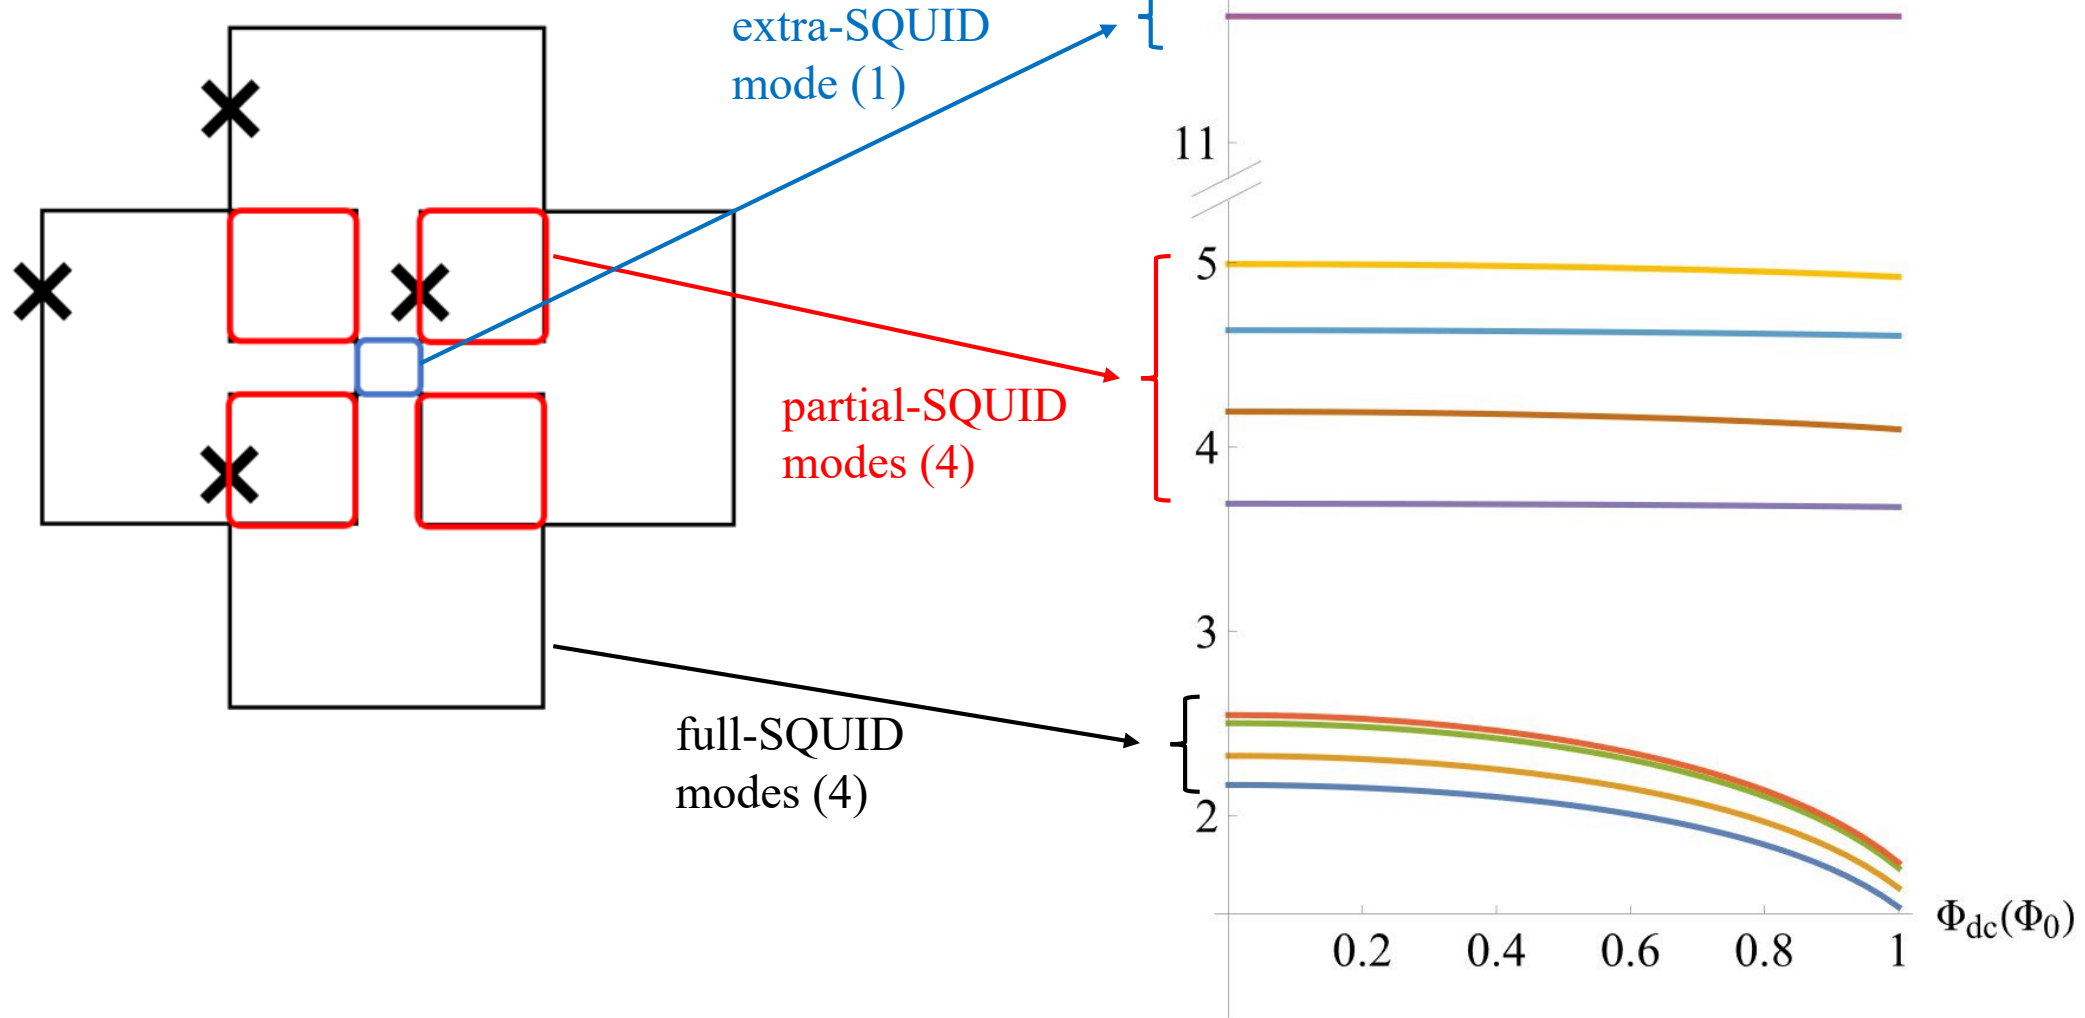 extra-SQUID
mode (1)
partial-SQUID
modes (4)
full-SQUID
modes (4)
11
5
4
3
2
0.2 0.4 0.6 0.8 1
Φdc(Φ0)